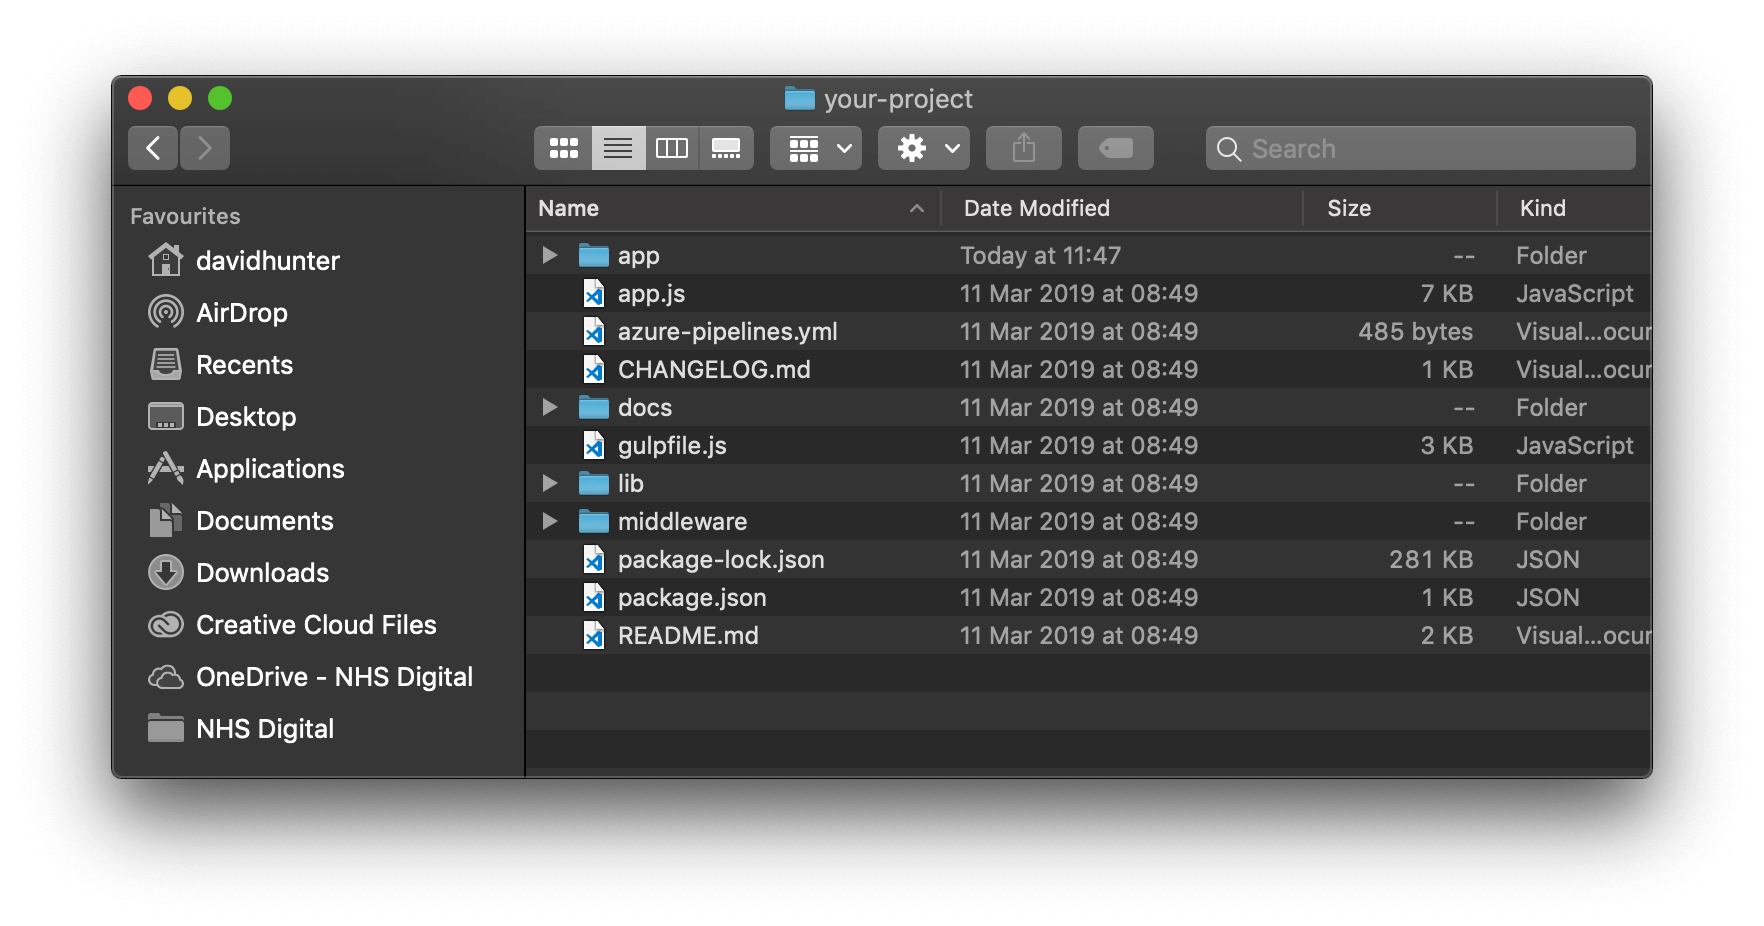 your-project
Search
Favourites
davidhunter
AirDrop
Recents
Desktop
Applications
Documents
Downloads
Creative Cloud Files
OneDrive - NHS Digital
NHS Digital
Name Date Modified Size Kind
app Today at 11:47 -- Folder
app.js 11 Mar 2019 at 08:49 7 KB JavaScript
azure-pipelines.yml 11 Mar 2019 at 08:49 485 bytes Visual...ocur
CHANGELOG.md 11 Mar 2019 at 08:49 1 KB Visual...ocur
docs 11 Mar 2019 at 08:49 -- Folder
gulpfile.js 11 Mar 2019 at 08:49 3 KB JavaScript
lib 11 Mar 2019 at 08:49 -- Folder
middleware 11 Mar 2019 at 08:49 -- Folder
package-lock.json 11 Mar 2019 at 08:49 281 KB JSON
package.json 11 Mar 2019 at 08:49 1 KB JSON
README.md 11 Mar 2019 at 08:49 2 KB Visual...ocur